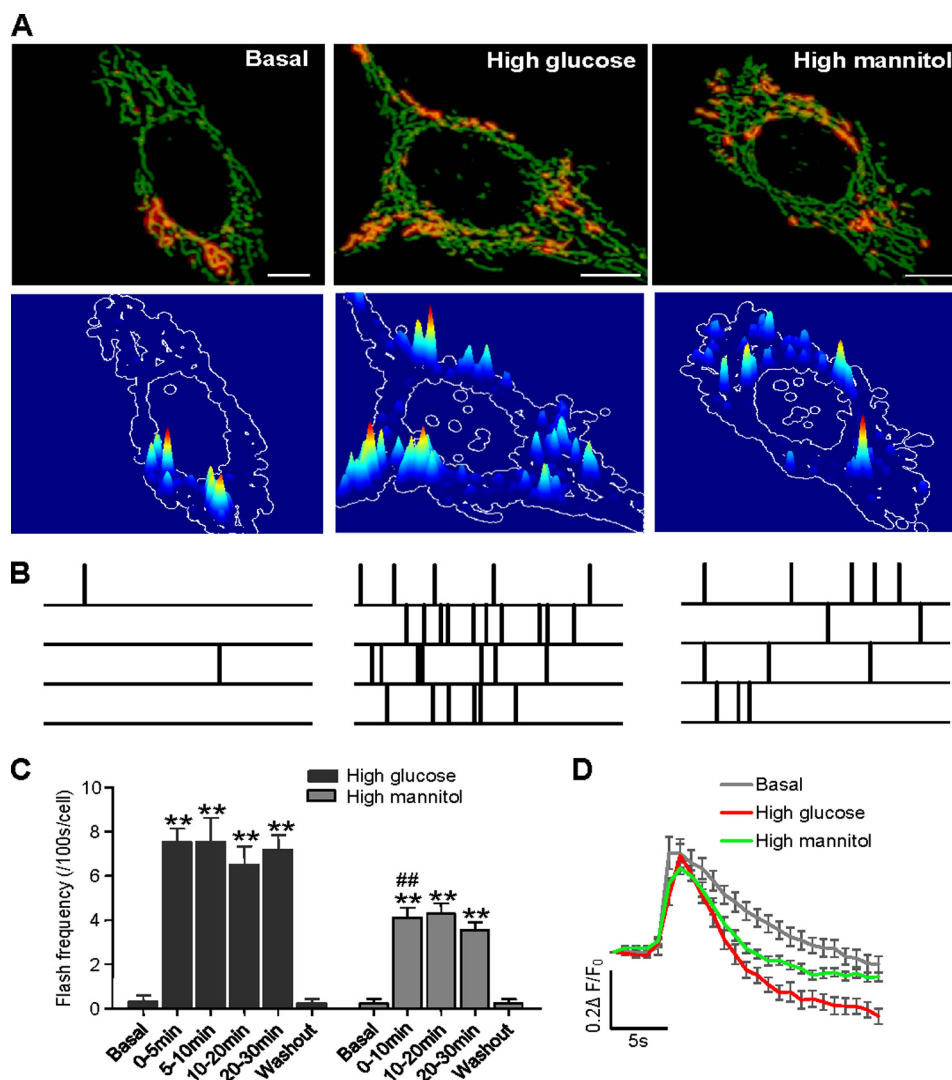 A
Basal
High glucose
High mannitol
B
C
High glucose
High mannitol
Flash frequency (/100s/cell)
10
8
6
4
2
0
** ** ** **
##
** ** **
Basal
0-5min
5-10min
10-20min
20-30min
Washout
Basal
0-10min
10-20min
20-30min
Washout
D
Basal
High glucose
High mannitol
0.2Δ F/F0
5s